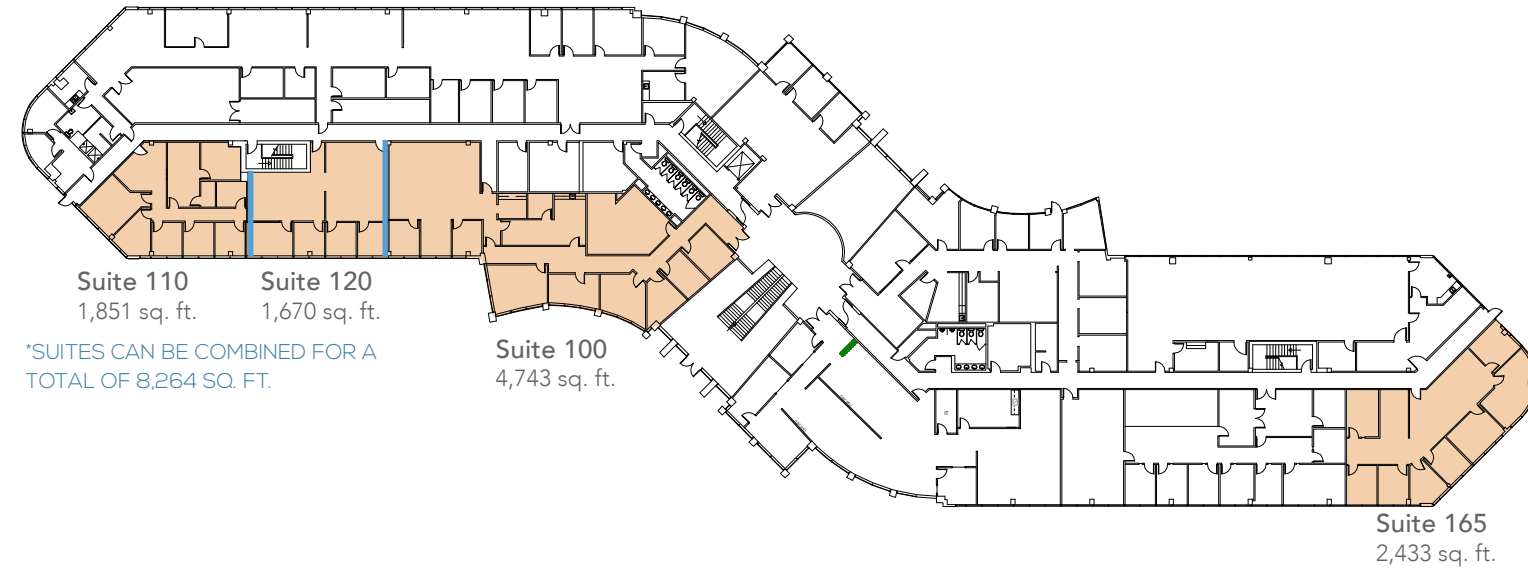 Suite 110
1,851 sq. ft.
Suite 120
1,670 sq. ft.
*SUITES CAN BE COMBINED FOR A
TOTAL OF 8,264 SQ. FT.
Suite 100
4,743 sq. ft.
Suite 165
2,433 sq. ft.